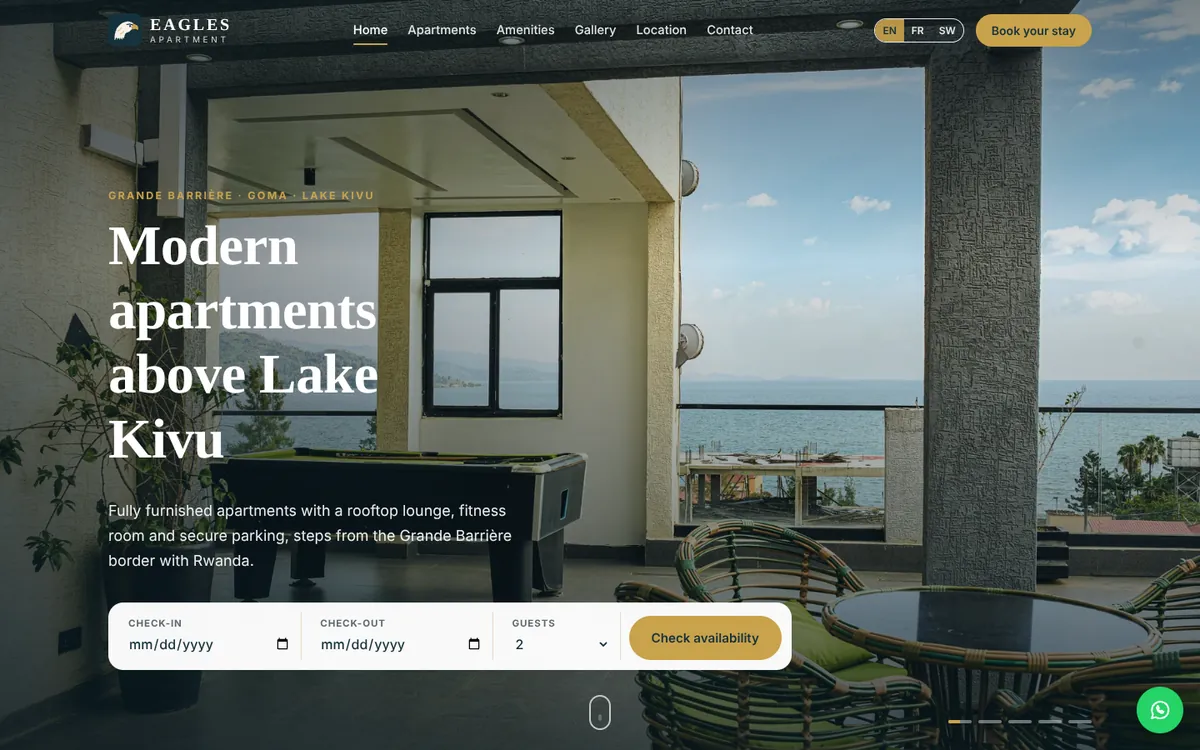 EAGLES
APARTMENT
Home
Apartments
Amenities
Gallery
Location
Contact
EN
FR
SW
Book your stay
GRANDE BARRIÈRE · GOMA · LAKE KIVU
Modern
apartments
above Lake
Kivu
Fully furnished apartments with a rooftop lounge, fitness
room and secure parking, steps from the Grande Barrière
border with Rwanda.
CHECK-IN
mm/dd/yyyy
CHECK-OUT
mm/dd/yyyy
GUESTS
2
Check availability